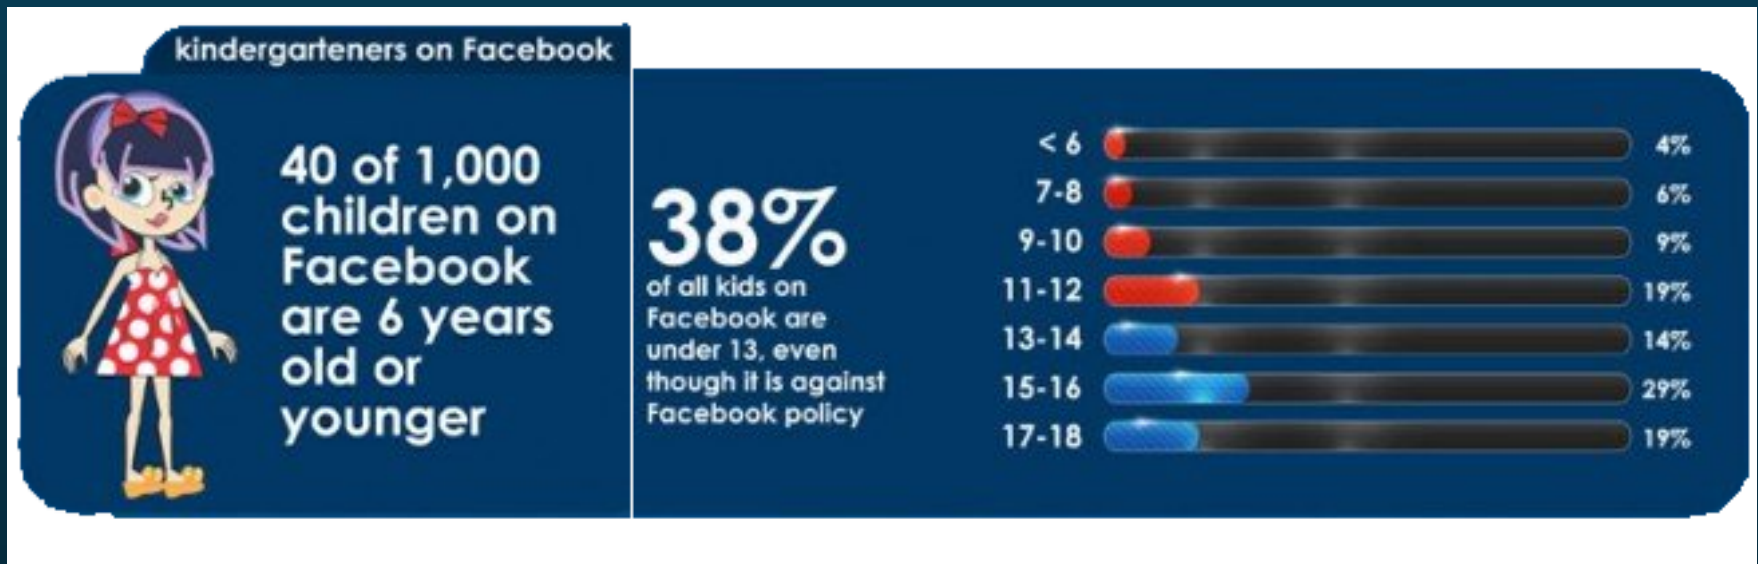 kindergarteners on Facebook
40 of 1,000
children on
Facebook
are 6 years
old or
younger
38%
of all kids on
Facebook are
under 13, even
though it is against
Facebook policy
< 6 4%
7-8 6%
9-10 9%
11-12 19%
13-14 14%
15-16 29%
17-18 19%